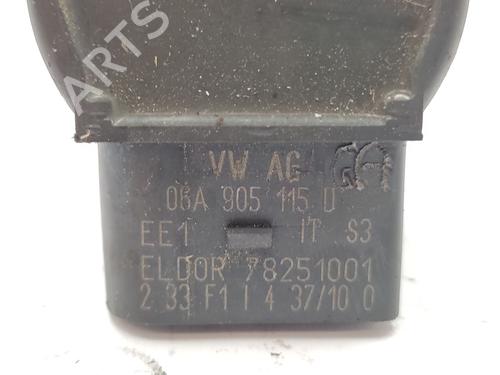 ARTS
VW AG
06A 905 115 D
EE1 IT S3
ELDOR 78251001
2 33 F1 I 4 37/10 0